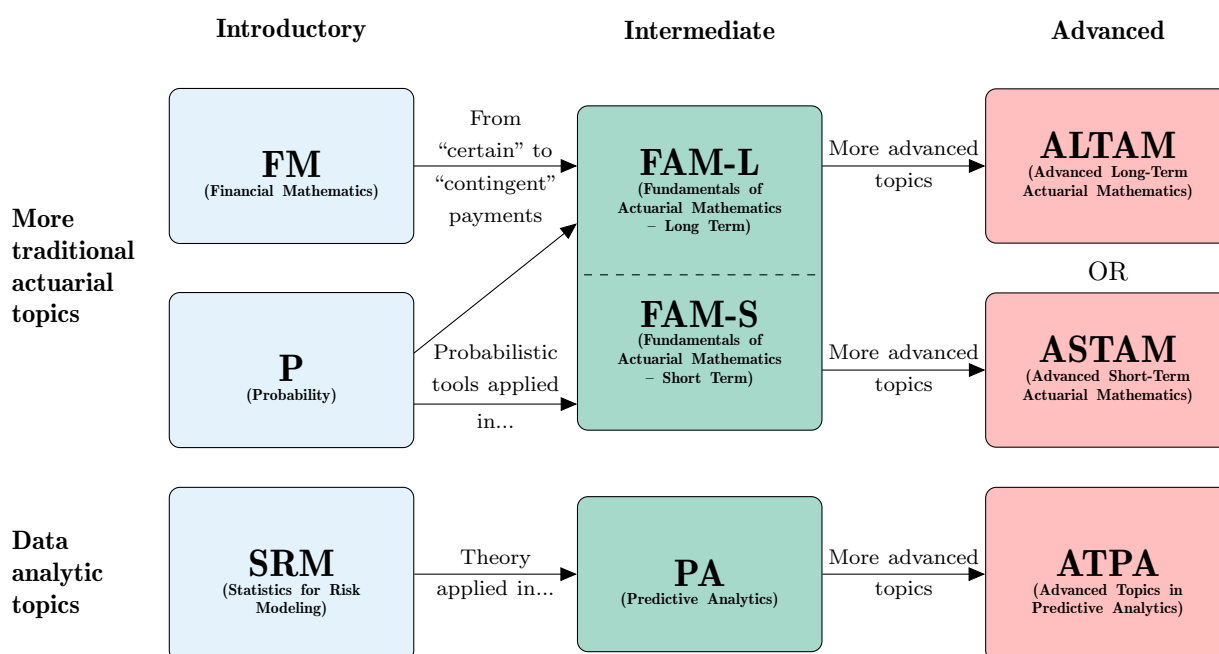 Introductory
Intermediate
Advanced
More
traditional
actuarial
topics
FM
(Financial Mathematics)
From
“certain” to
“contingent”
payments
FAM-L
(Fundamentals of
Actuarial Mathematics
– Long Term)
More advanced
topics
ALTAM
(Advanced Long-Term
Actuarial Mathematics)
OR
P
(Probability)
Probabilistic
tools applied
in...
FAM-S
(Fundamentals of
Actuarial Mathematics
– Short Term)
More advanced
topics
ASTAM
(Advanced Short-Term
Actuarial Mathematics)
Data
analytic
topics
SRM
(Statistics for Risk
Modeling)
Theory
applied in...
PA
(Predictive Analytics)
More advanced
topics
ATPA
(Advanced Topics in
Predictive Analytics)